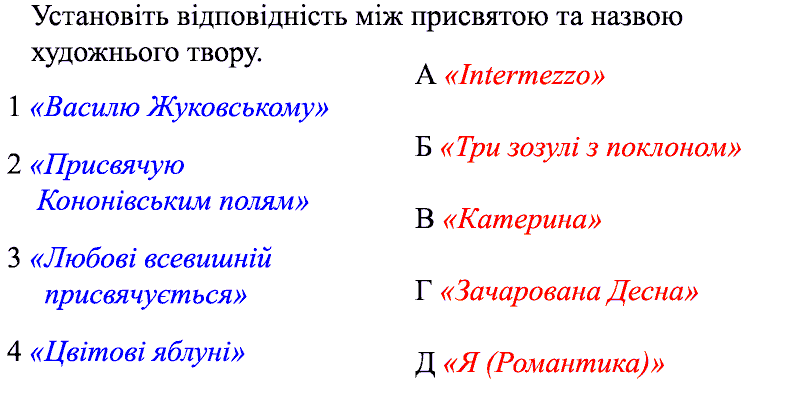 Установіть відповідність між присвятою та назвою
художнього твору.
1 «Василю Жуковському»
2 «Присвячую
Кононівським полям»
3 «Любові всевишній
присвячується»
4 «Цвітові яблуні»
А «Intermezzo»
Б «Три зозулі з поклоном»
В «Катерина»
Г «Зачарована Десна»
Д «Я (Романтика)»